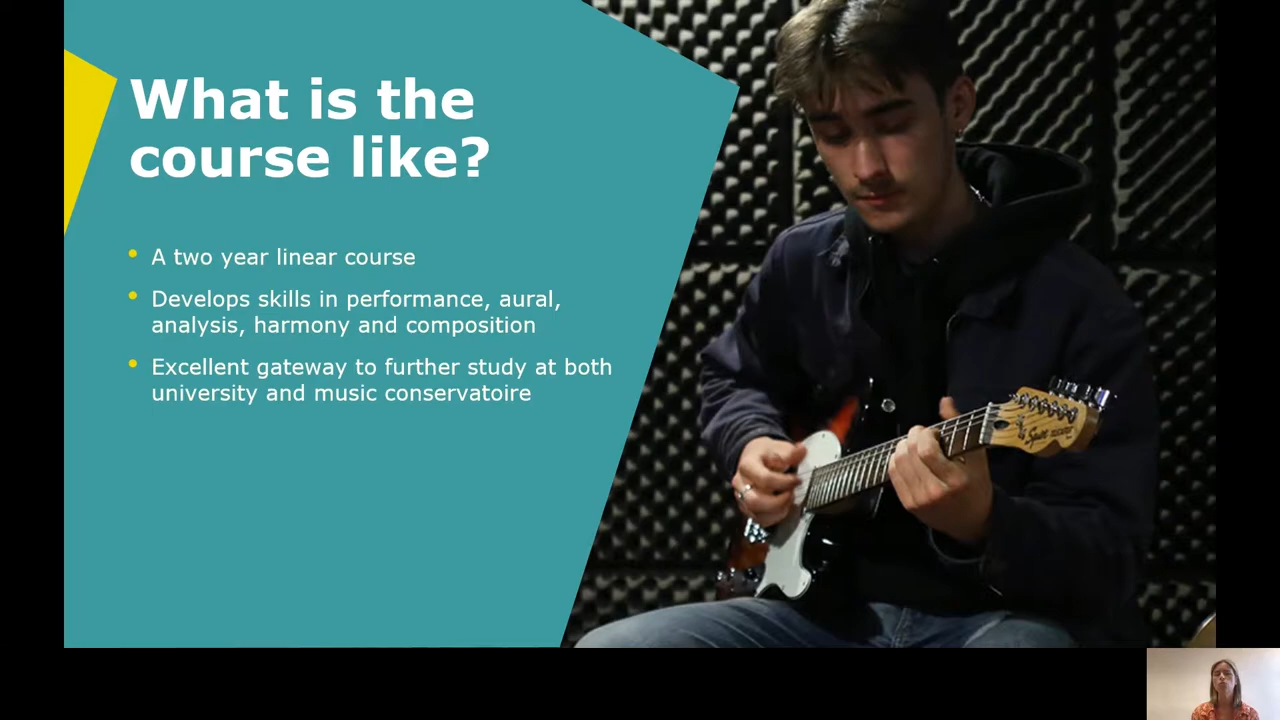 What is the
course like?
A two year linear course
Develops skills in performance, aural,
analysis, harmony and composition
Excellent gateway to further study at both
university and music conservatoire